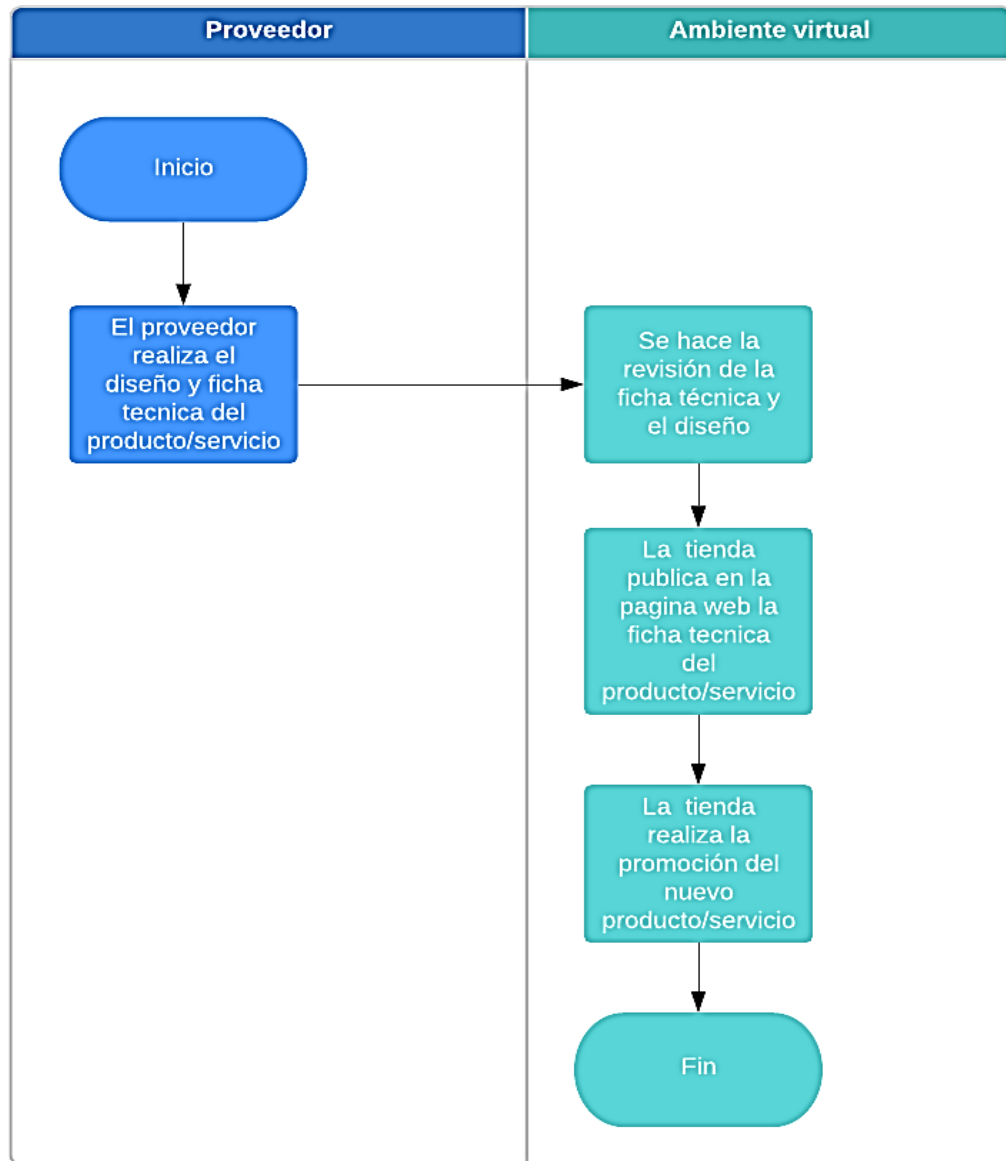 Proveedor
Ambiente virtual
Inicio
El proveedor
realiza el
diseño y ficha
tecnica del
producto/servicio
Se hace la
revisión de la
ficha técnica y
el diseño
La  tienda
publica en la
pagina web la
ficha tecnica
del
producto/servicio
La  tienda
realiza la
promoción del
nuevo
producto/servicio
Fin